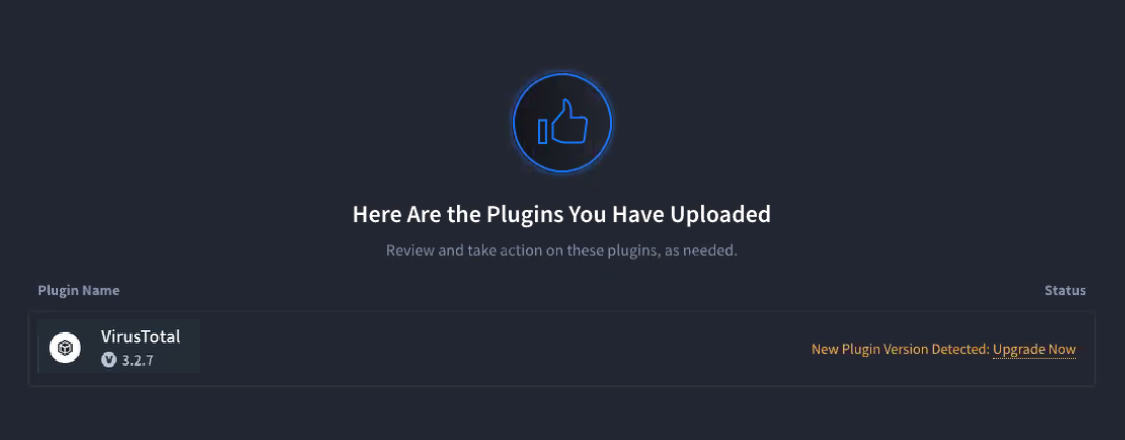 Here Are the Plugins You Have Uploaded
Review and take action on these plugins, as needed.
Plugin Name Status
VirusTotal
V 3.2.7
New Plugin Version Detected: Upgrade Now